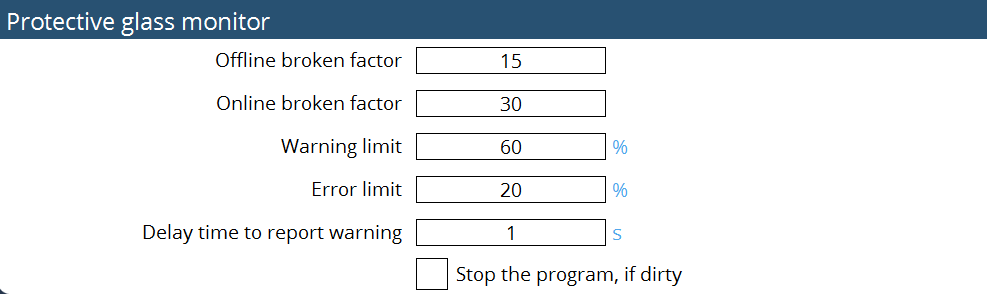 Protective glass monitor
Offline broken factor 15
Online broken factor 30
Warning limit 60 %
Error limit 20 %
Delay time to report warning 1 s
Stop the program, if dirty